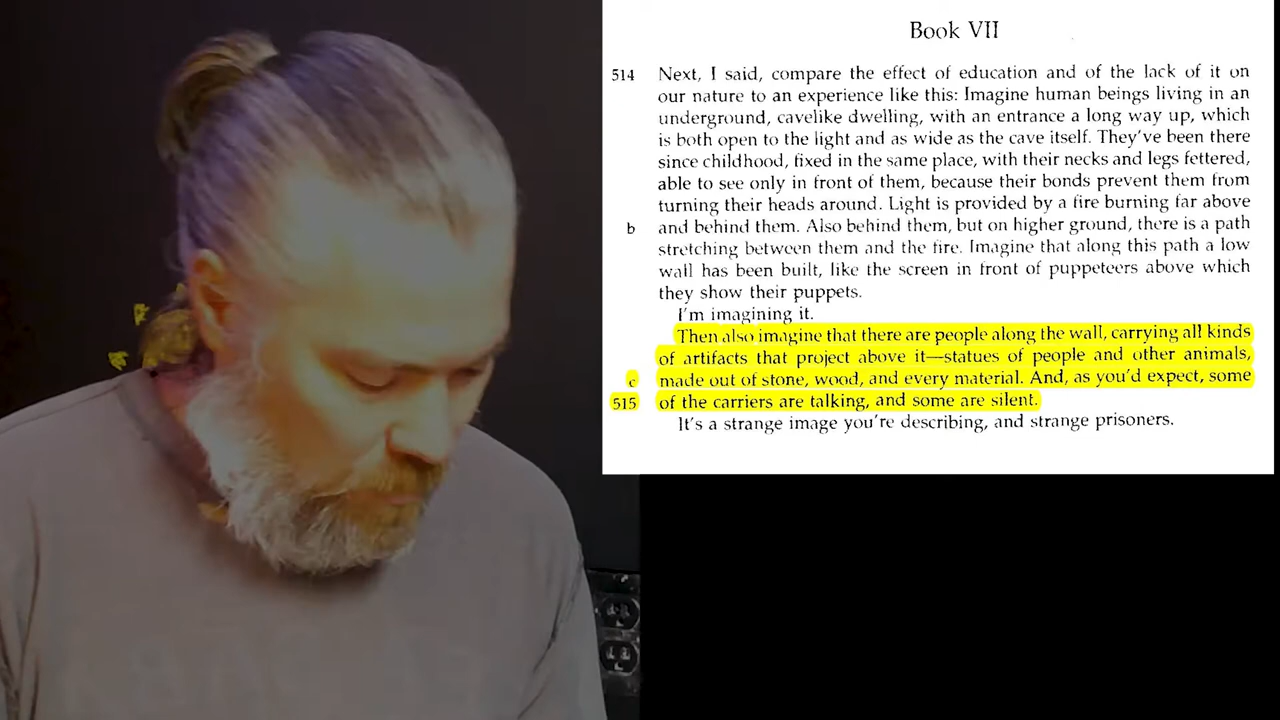 Book VII
514 Next, I said, compare the effect of education and of the lack of it on
our nature to an experience like this: Imagine human beings living in an
underground, cavelike dwelling, with an entrance a long way up, which
is both open to the light and as wide as the cave itself. They've been there
since childhood, fixed in the same place, with their necks and legs fettered,
able to see only in front of them, because their bonds prevent them from
turning their heads around. Light is provided by a fire burning far above
b and behind them. Also behind them, but on higher ground, there is a path
stretching between them and the fire. Imagine that along this path a low
wall has been built, like the screen in front of puppeteers above which
they show their puppets.
I'm imagining it.
Then also imagine that there are people along the wall, carrying all kinds
of artifacts that project above it—statues of people and other animals,
c made out of stone, wood, and every material. And, as you'd expect, some
515 of the carriers are talking, and some are silent.
It's a strange image you're describing, and strange prisoners.